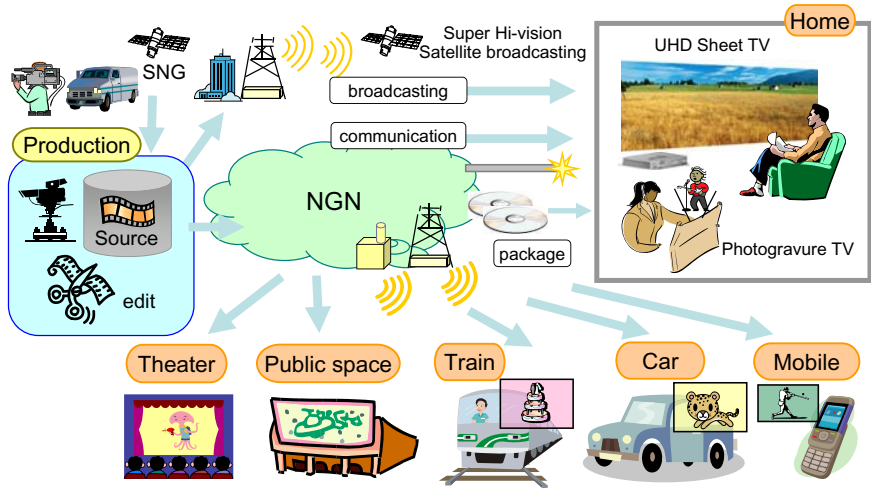 Home
Super Hi-vision
Satellite broadcasting
UHD Sheet TV
SNG
broadcasting
communication
Production
NGN
Source
package
Photogravure TV
edit
Theater
Public space
Train
Car
Mobile